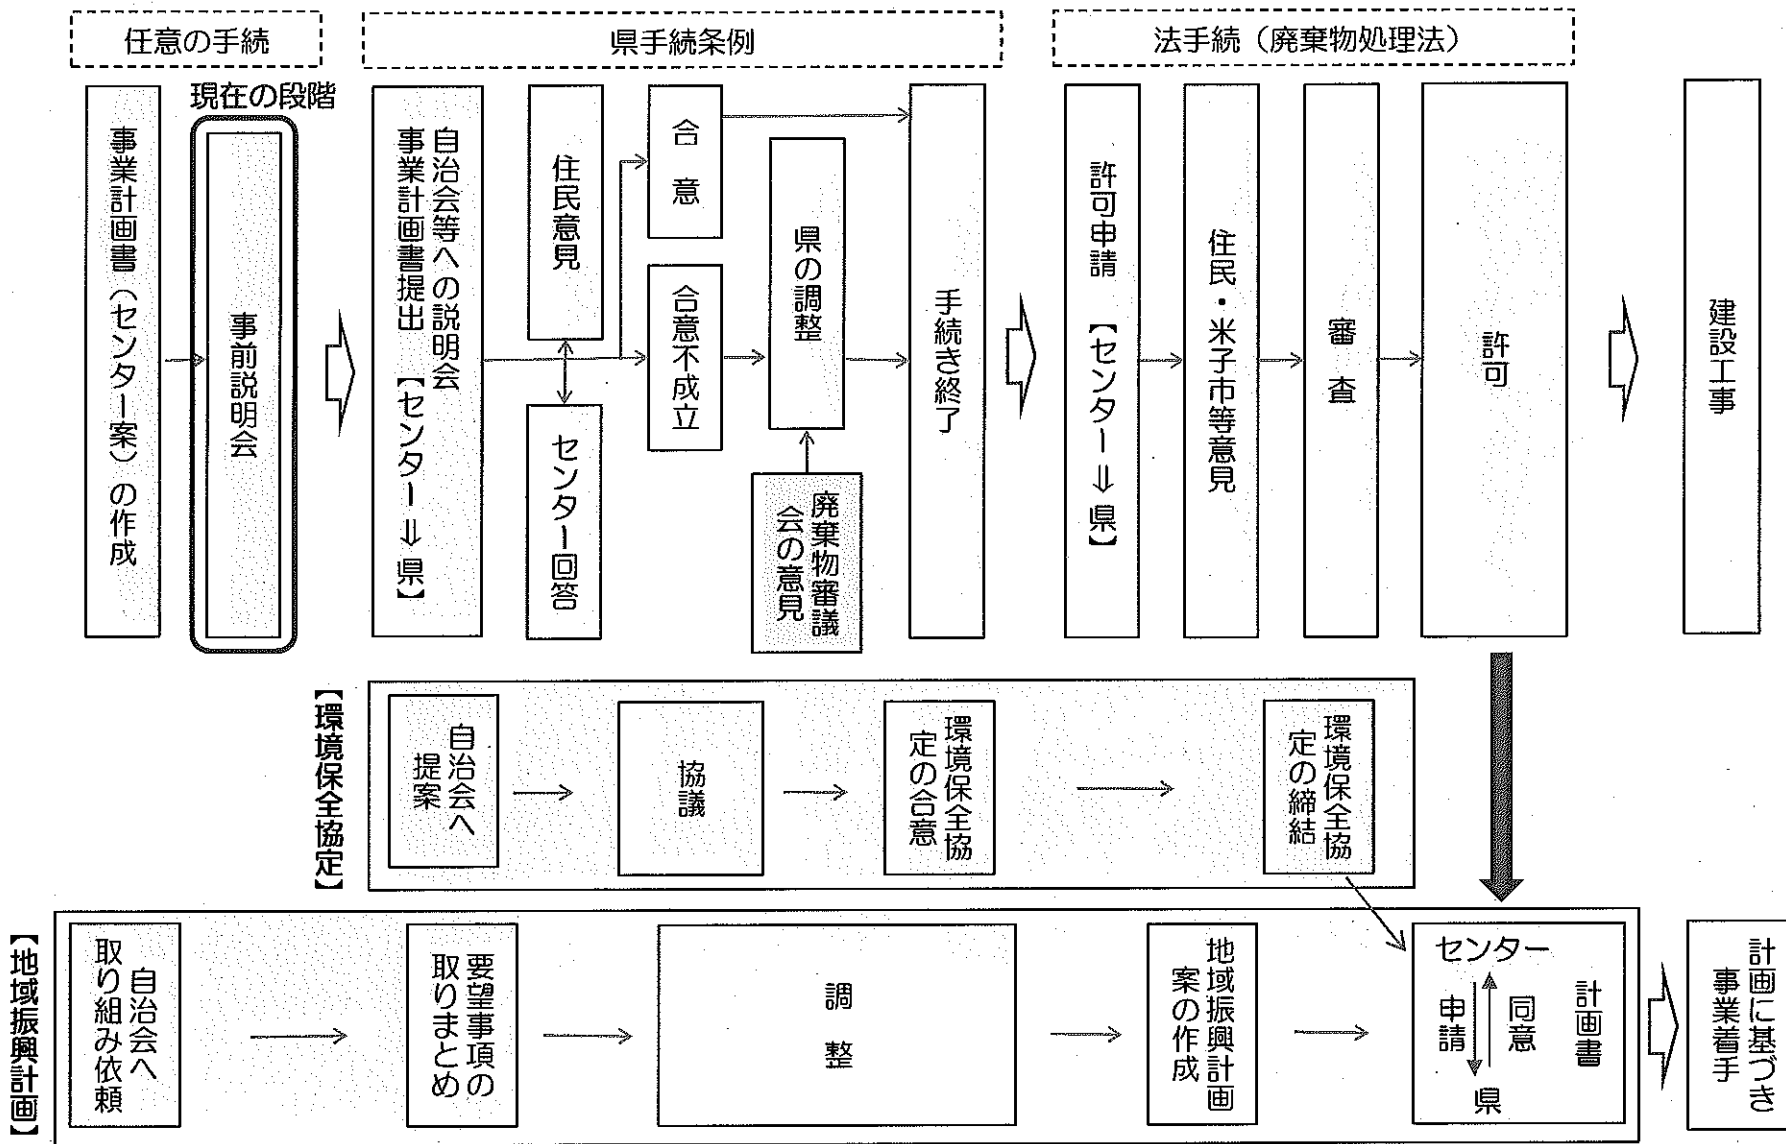 任意の手続
県手続条例
法手続（廃棄物処理法）
現在の段階
事業計画書（センター案）の作成
事前説明会
自治会等への説明会
事業計画書提出 【センター⇒県】
住民意見
センター回答
合意
合意不成立
県の調整
廃棄物審議
会の意見
手続き終了
許可申請 【センター⇒県】
住民・米子市等意見
審査
許可
建設工事
【環境保全協定】
自治会へ
提案
協議
環境保全協
定の合意
環境保全協
定の締結
【地域振興計画】
自治会へ
取り組み依頼
要望事項の
取りまとめ
調整
地域振興計画
案の作成
センター
計画書
同意
申請
県
計画に基づき
事業着手